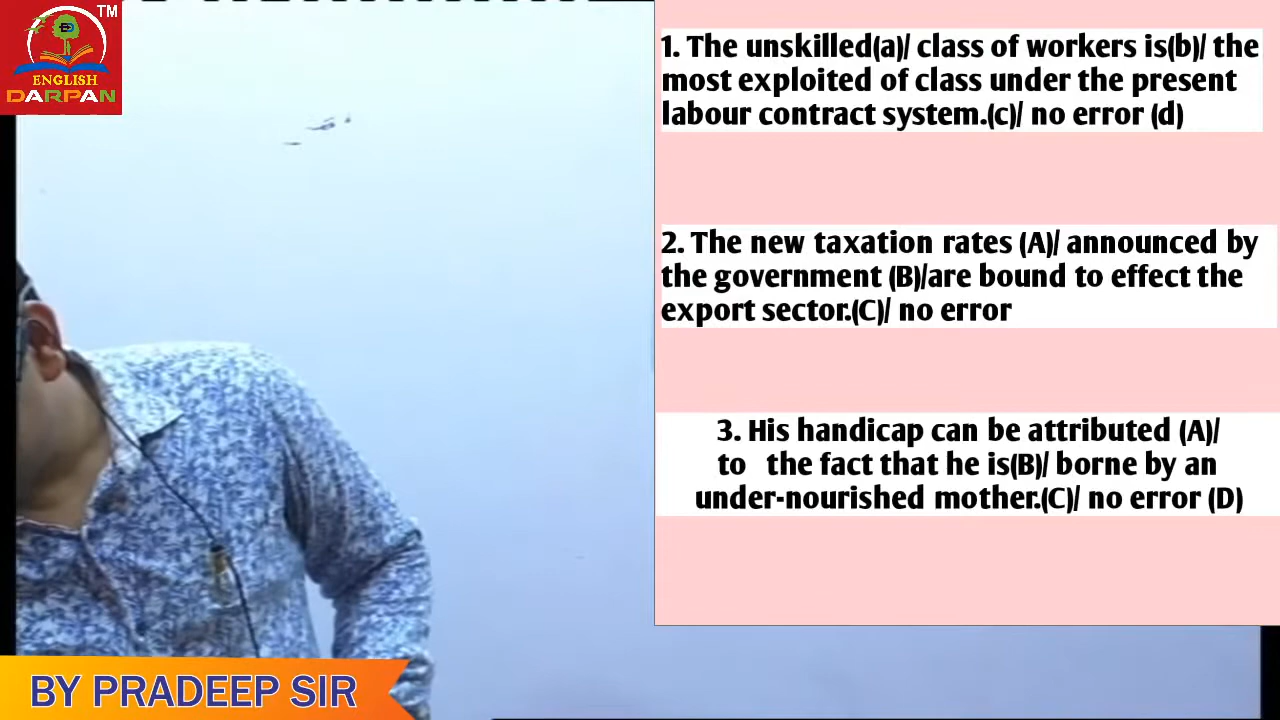 TM
ENGLISH
DARPAN
1. The unskilled(a)/ class of workers is(b)/ the
most exploited of class under the present
labour contract system.(c)/ no error (d)
2. The new taxation rates (A)/ announced by
the government (B)/are bound to effect the
export sector.(C)/ no error
3. His handicap can be attributed (A)/
to the fact that he is(B)/ borne by an
under-nourished mother.(C)/ no error (D)
BY PRADEEP SIR